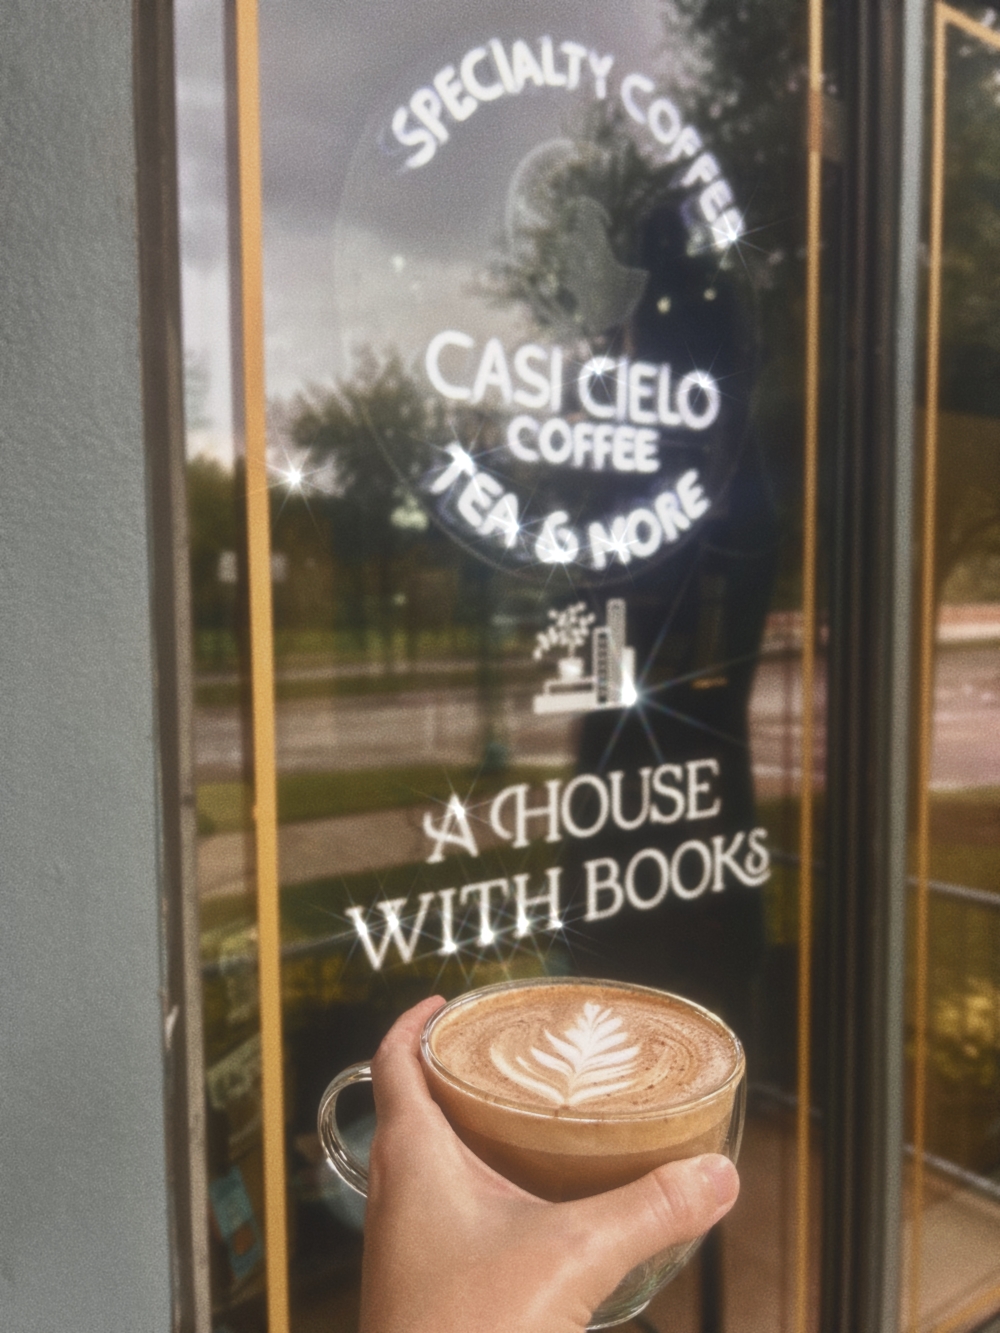 SPECIALTY COFFEE
CASI CIELO
COFFEE
TEA & MORE
A HOUSE
WITH BOOKS